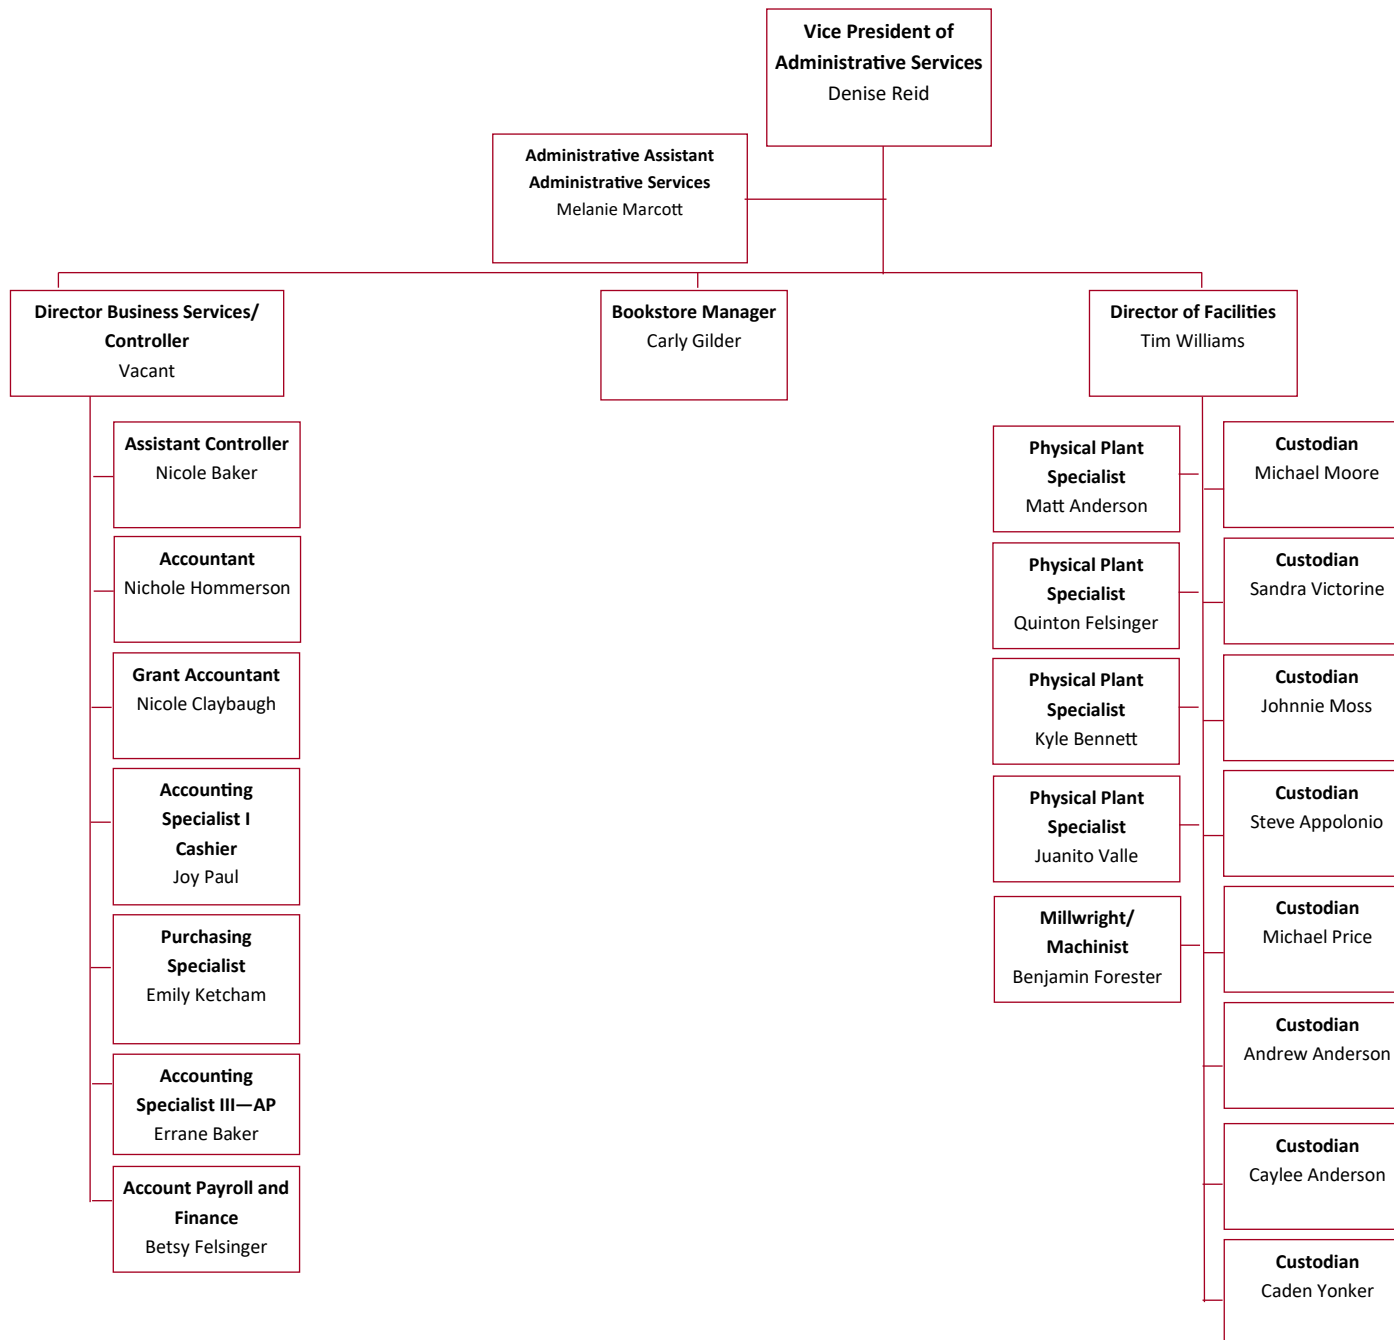 Vice President of
Administrative Services
Denise Reid
Administrative Assistant
Administrative Services
Melanie Marcott
Director Business Services/
Controller
Vacant
Bookstore Manager
Carly Gilder
Director of Facilities
Tim Williams
Assistant Controller
Nicole Baker
Accountant
Nichole Hommerson
Grant Accountant
Nicole Claybaugh
Accounting
Specialist I
Cashier
Joy Paul
Purchasing
Specialist
Emily Ketcham
Accounting
Specialist III—AP
Errane Baker
Account Payroll and
Finance
Betsy Felsinger
Physical Plant
Specialist
Matt Anderson
Physical Plant
Specialist
Quinton Felsinger
Physical Plant
Specialist
Kyle Bennett
Physical Plant
Specialist
Juanito Valle
Millwright/
Machinist
Benjamin Forester
Custodian
Michael Moore
Custodian
Sandra Victorine
Custodian
Johnnie Moss
Custodian
Steve Appolonio
Custodian
Michael Price
Custodian
Andrew Anderson
Custodian
Caylee Anderson
Custodian
Caden Yonker